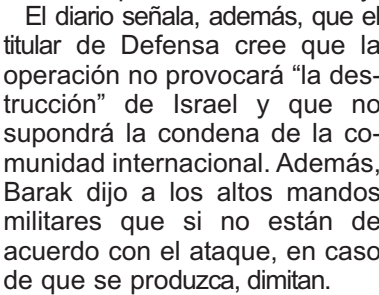 El diario señala, además, que el
titular de Defensa cree que la
operación no provocará “la des-
trucción” de Israel y que no
supondrá la condena de la co-
munidad internacional. Además,
Barak dijo a los altos mandos
militares que si no están de
acuerdo con el ataque, en caso
de que se produzca, dimitan.